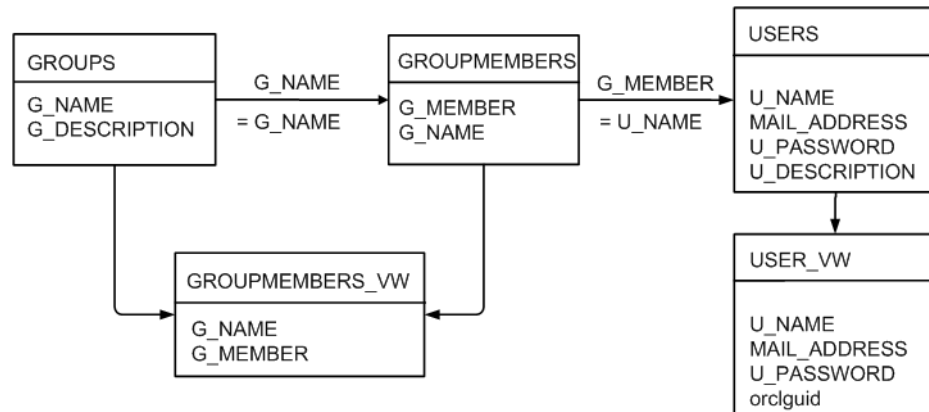 GROUPS
G_NAME
G_DESCRIPTION
G_NAME
= G_NAME
GROUPMEMBERS
G_MEMBER
G_NAME
G_MEMBER
= U_NAME
USERS
U_NAME
MAIL_ADDRESS
U_PASSWORD
U_DESCRIPTION
GROUPMEMBERS_VW
G_NAME
G_MEMBER
USER_VW
U_NAME
MAIL_ADDRESS
U_PASSWORD
orclguid